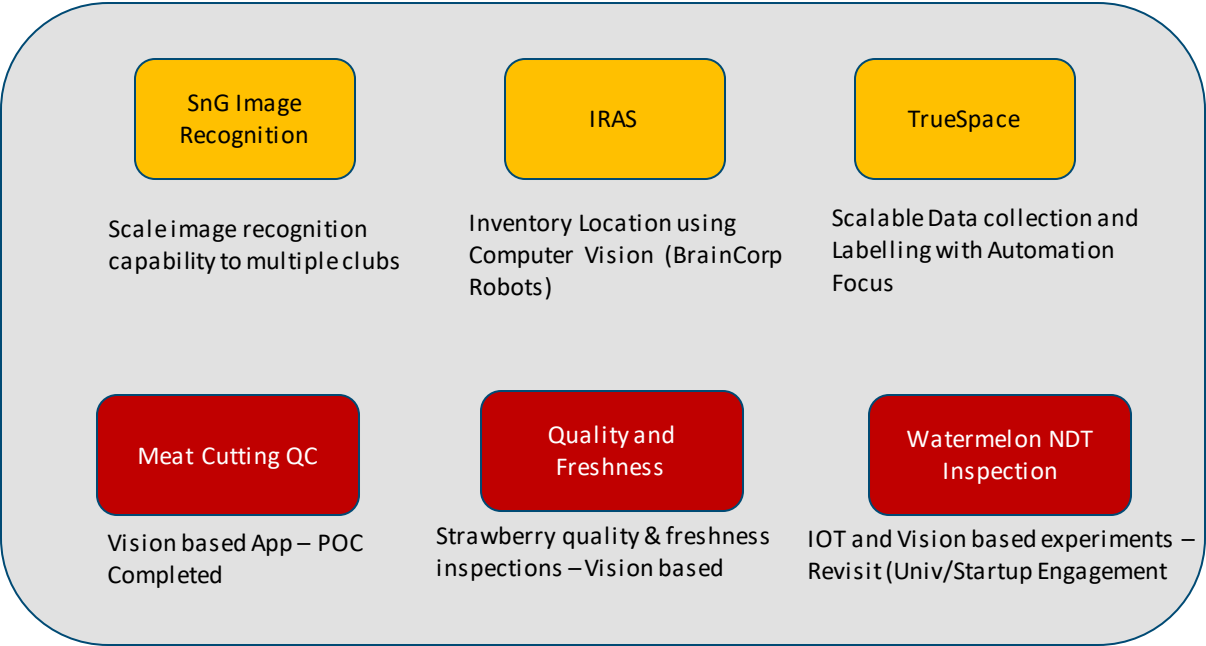 SnG Image
Recognition
IRAS
TrueSpace
Scale image recognition
capability to multiple clubs
Inventory Location using
Computer Vision (BrainCorp
Robots)
Scalable Data collection and
Labelling with Automation
Focus
Meat Cutting QC
Quality and
Freshness
Watermelon NDT
Inspection
Vision based App – POC
Completed
Strawberry quality & freshness
inspections – Vision based
IOT and Vision based experiments –
Revisit (Univ/Startup Engagement